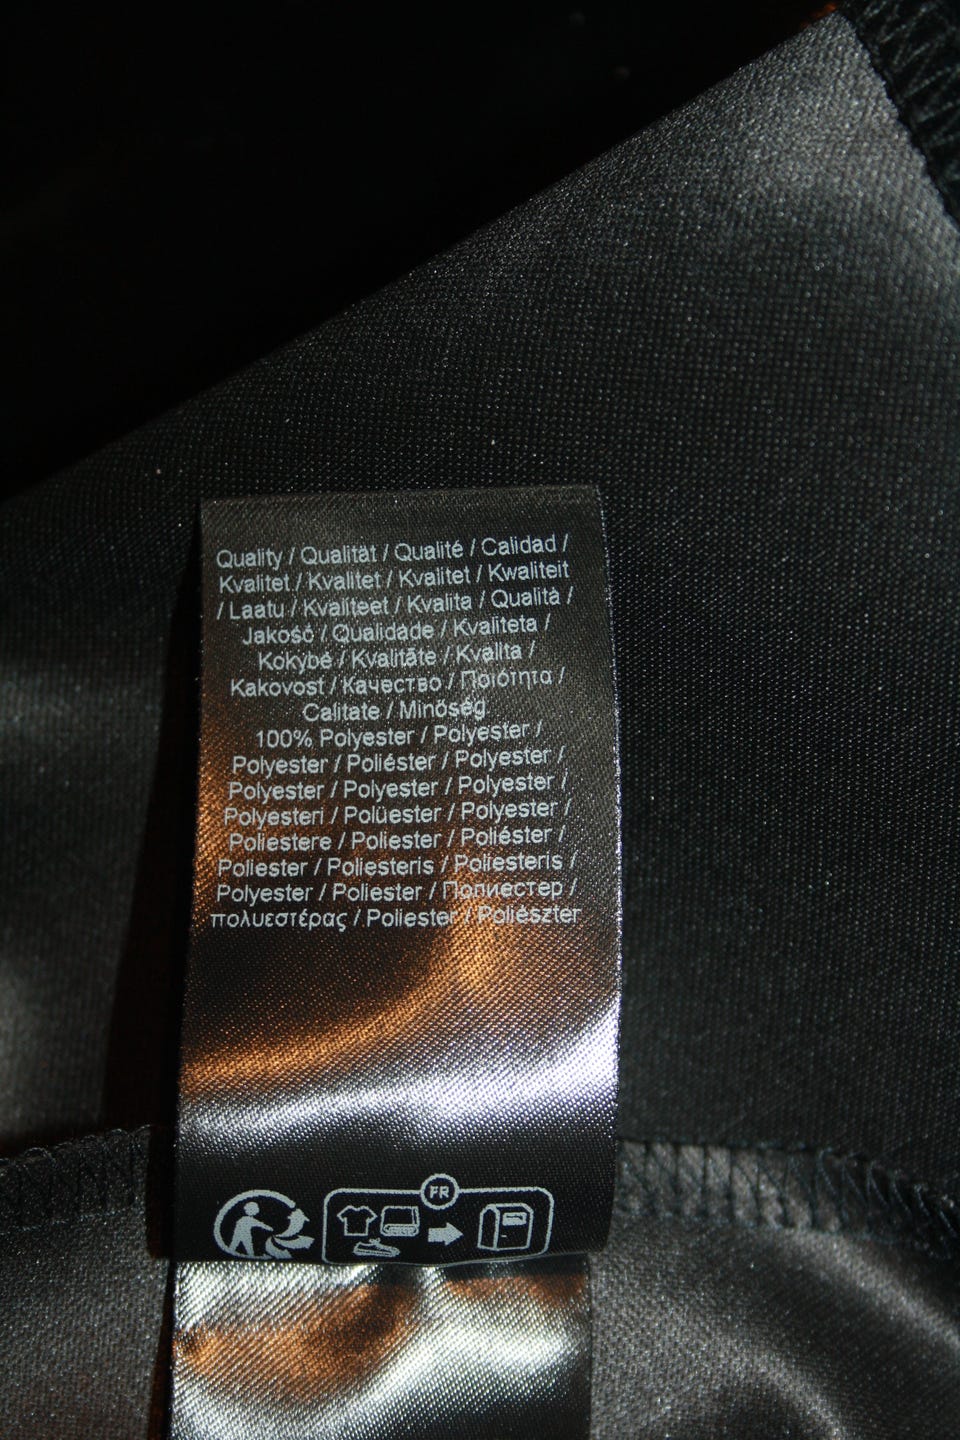 Quality / Qualität / Qualité / Calidad /
Kvalitet / Kvalitet / Kvalitet / Kwaliteit
/ Laatu / Kvaliteet / Kvalita / Qualità /
Jakość / Qualidade / Kvaliteta /
Kokybė / Kvalitāte / Kvalita /
Kakovost / Качество / Ποιότητα /
Calitate / Minőség
100% Polyester / Polyester /
Polyester / Poliéster / Polyester /
Polyester / Polyester / Polyester /
Polyesteri / Polüester / Polyester /
Poliestere / Poliester / Poliéster /
Poliester / Poliesteris / Poliesteris /
Polyester / Poliester / Полиестер /
πολυεστέρας / Poliester / Poliészter
FR